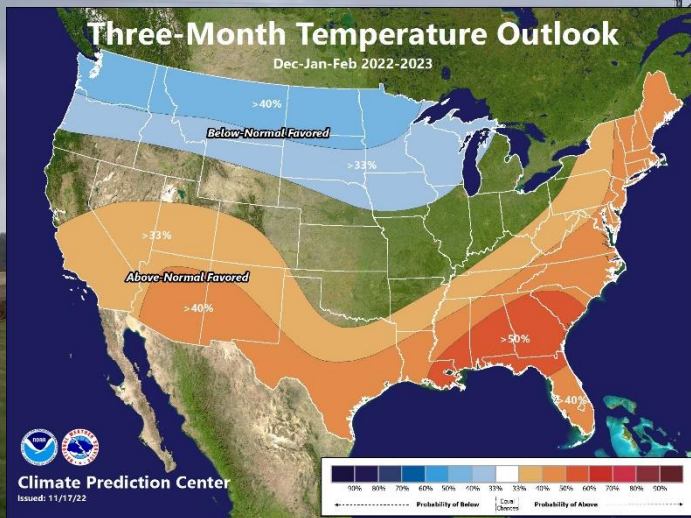 Three-Month Temperature Outlook
Dec-Jan-Feb 2022-2023
>40%
Below-Normal Favored
>33%
>33%
Above-Normal Favored
>40%
>50%
>40%
NOAA
Climate Prediction Center
Issued: 11/17/22
90% 80% 70% 60% 50% 40% 33% 33% 40% 50% 60% 70% 80% 90%
Probability of Below Equal Chances Probability of Above